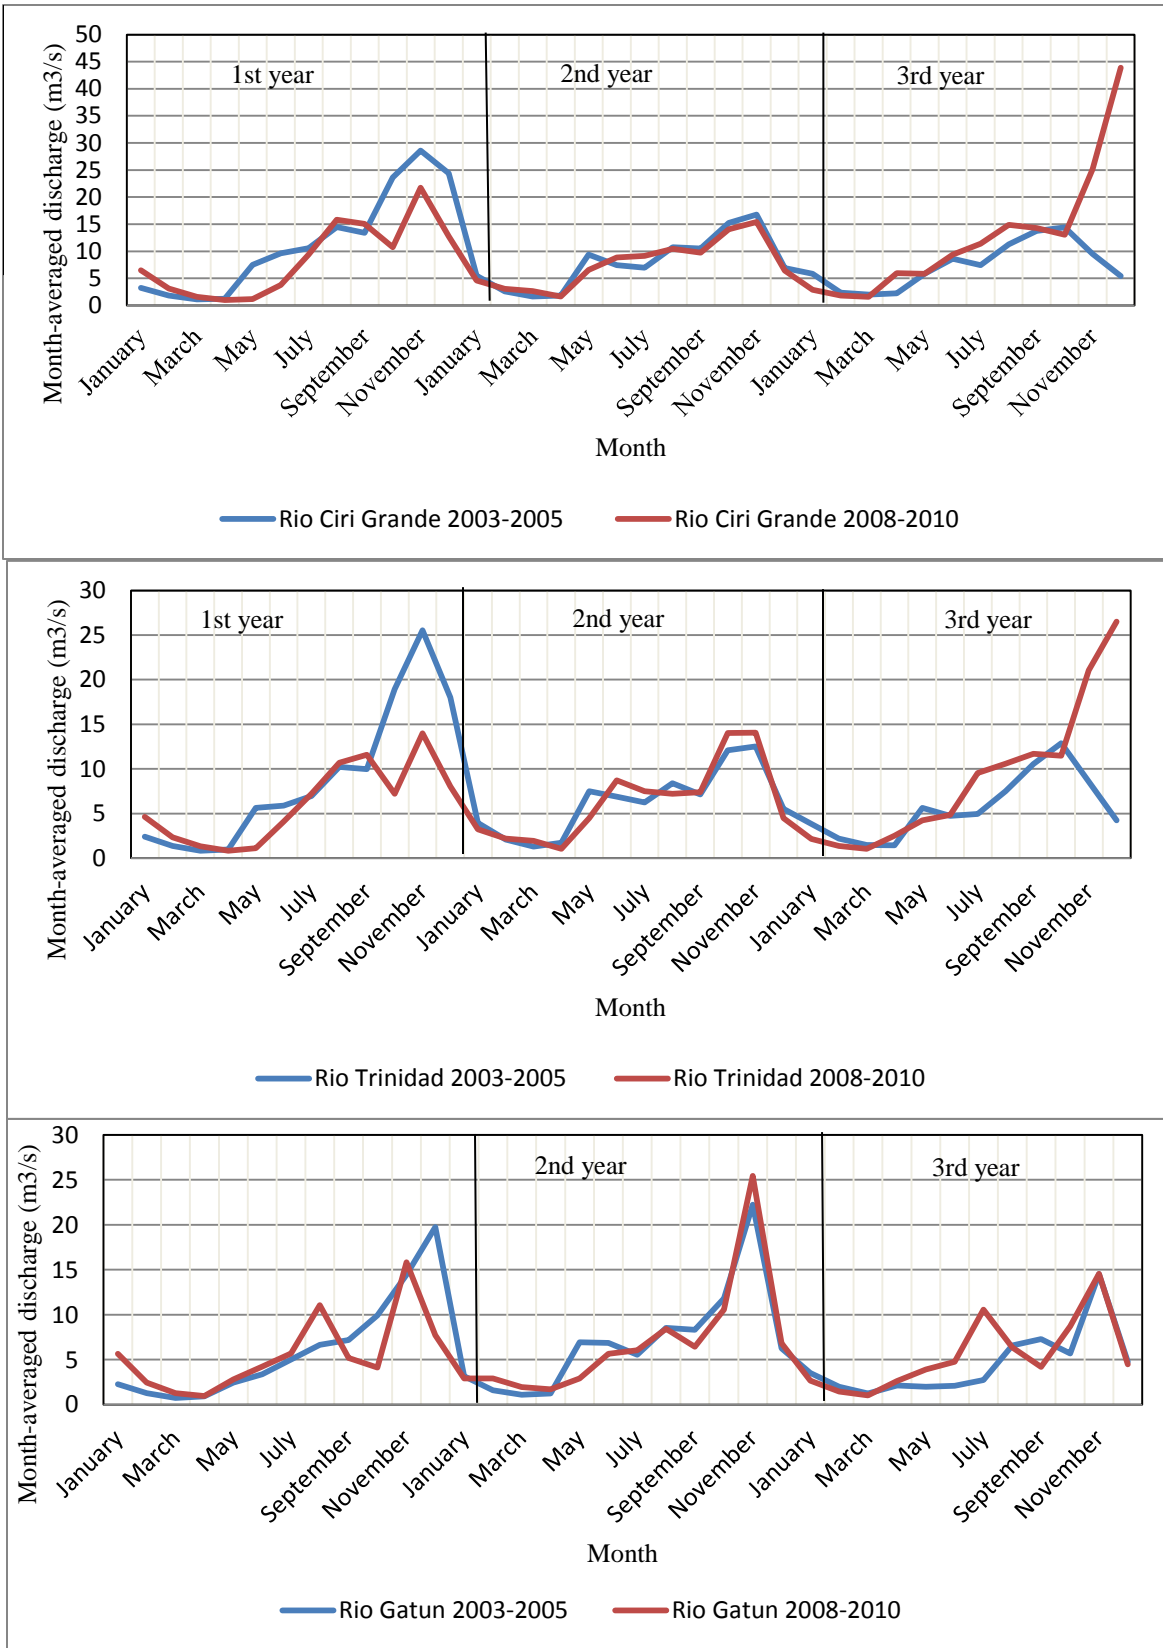 Month-averaged discharge (m3/s)
50
45
40
35
30
25
20
15
10
5
0
1st year
2nd year
3rd year
January
March
May
July
September
November
January
March
May
July
September
November
January
March
May
July
September
November
Month
Rio Ciri Grande 2003-2005
Rio Ciri Grande 2008-2010
Month-averaged discharge (m3/s)
30
25
20
15
10
5
0
1st year
2nd year
3rd year
January
March
May
July
September
November
January
March
May
July
September
November
January
March
May
July
September
November
Month
Rio Trinidad 2003-2005
Rio Trinidad 2008-2010
Month-averaged discharge (m3/s)
30
25
20
15
10
5
0
2nd year
3rd year
January
March
May
July
September
November
January
March
May
July
September
November
January
March
May
July
September
November
Month
Rio Gatun 2003-2005
Rio Gatun 2008-2010